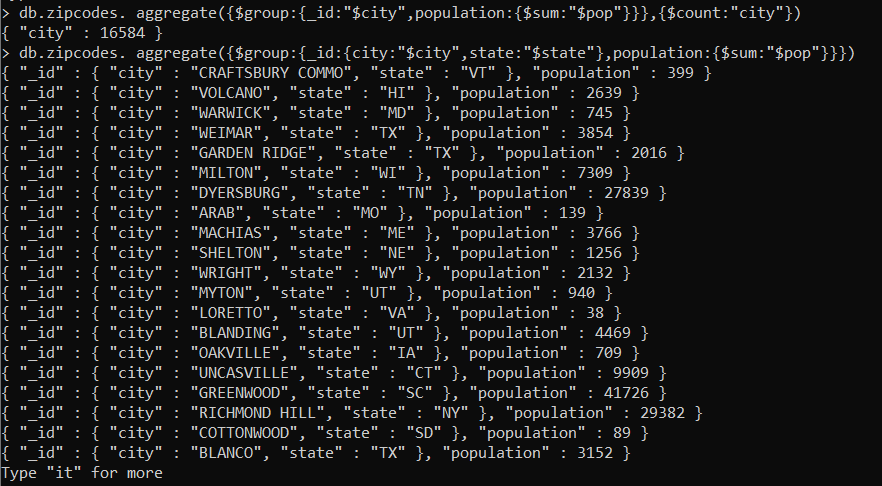 > db.zipcodes. aggregate({$group:{_id:"$city",population:{$sum:"$pop"}}},{$count:"city"})
{ "city" : 16584 }
> db.zipcodes. aggregate({$group:{_id:{city:"$city",state:"$state"},population:{$sum:"$pop"}}})
{ "_id" : { "city" : "CRAFTSBURY COMMO", "state" : "VT" }, "population" : 399 }
{ "_id" : { "city" : "VOLCANO", "state" : "HI" }, "population" : 2639 }
{ "_id" : { "city" : "WARWICK", "state" : "MD" }, "population" : 745 }
{ "_id" : { "city" : "WEIMAR", "state" : "TX" }, "population" : 3854 }
{ "_id" : { "city" : "GARDEN RIDGE", "state" : "TX" }, "population" : 2016 }
{ "_id" : { "city" : "MILTON", "state" : "WI" }, "population" : 7309 }
{ "_id" : { "city" : "DYERSBURG", "state" : "TN" }, "population" : 27839 }
{ "_id" : { "city" : "ARAB", "state" : "MO" }, "population" : 139 }
{ "_id" : { "city" : "MACHIAS", "state" : "ME" }, "population" : 3766 }
{ "_id" : { "city" : "SHELTON", "state" : "NE" }, "population" : 1256 }
{ "_id" : { "city" : "WRIGHT", "state" : "WY" }, "population" : 2132 }
{ "_id" : { "city" : "MYTON", "state" : "UT" }, "population" : 940 }
{ "_id" : { "city" : "LORETTO", "state" : "VA" }, "population" : 38 }
{ "_id" : { "city" : "BLANDING", "state" : "UT" }, "population" : 4469 }
{ "_id" : { "city" : "OAKVILLE", "state" : "IA" }, "population" : 709 }
{ "_id" : { "city" : "UNCASVILLE", "state" : "CT" }, "population" : 9909 }
{ "_id" : { "city" : "GREENWOOD", "state" : "SC" }, "population" : 41726 }
{ "_id" : { "city" : "RICHMOND HILL", "state" : "NY" }, "population" : 29382 }
{ "_id" : { "city" : "COTTONWOOD", "state" : "SD" }, "population" : 89 }
{ "_id" : { "city" : "BLANCO", "state" : "TX" }, "population" : 3152 }
Type "it" for more